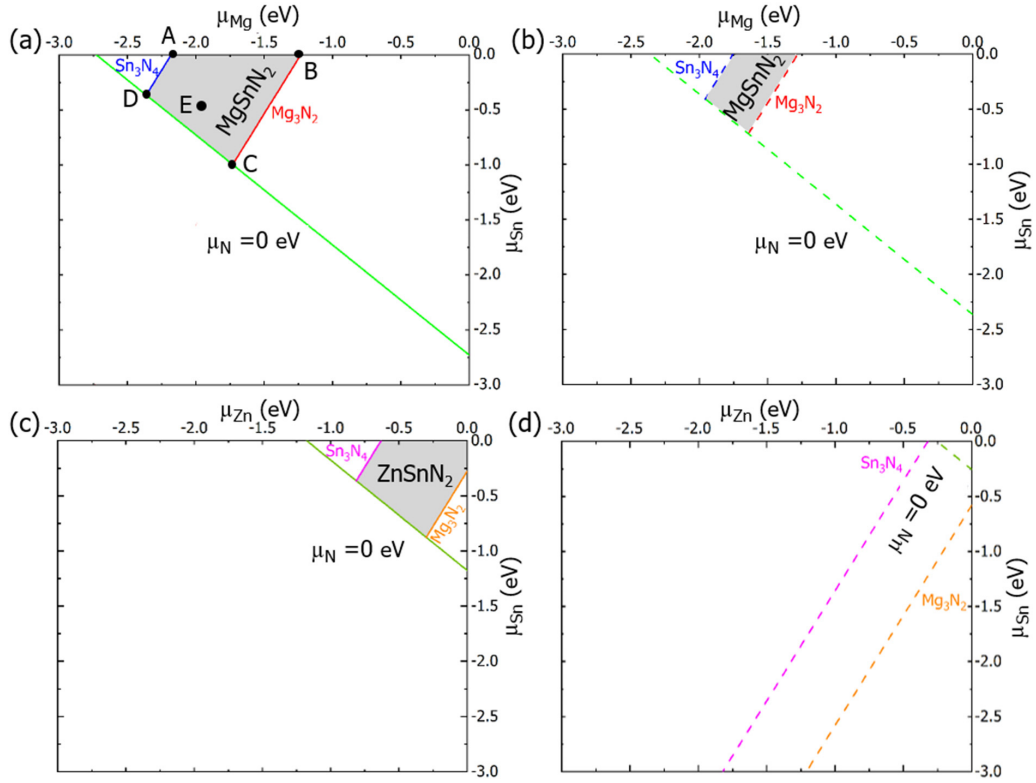 μMg (eV)
(a)
-3.0 -2.5 -2.0 -1.5 -1.0 -0.5 0.0
A
B
Sn₃N₄
D
E
MgSnN₂
Mg₃N₂
C
μN =0 eV
0.0
-0.5
-1.0
-1.5
-2.0
-2.5
-3.0
μSn (eV)
μMg (eV)
(b)
-3.0 -2.5 -2.0 -1.5 -1.0 -0.5 0.0
Sn₃N₄
MgSnN₂
Mg₃N₂
μN =0 eV
0.0
-0.5
-1.0
-1.5
-2.0
-2.5
-3.0
μSn (eV)
μZn (eV)
(c)
-3.0 -2.5 -2.0 -1.5 -1.0 -0.5 0.0
Sn₃N₄
ZnSnN₂
Mg₃N₂
μN =0 eV
0.0
-0.5
-1.0
-1.5
-2.0
-2.5
-3.0
μSn (eV)
μZn (eV)
(d)
-3.0 -2.5 -2.0 -1.5 -1.0 -0.5 0.0
Sn₃N₄
μN =0 eV
Mg₃N₂
0.0
-0.5
-1.0
-1.5
-2.0
-2.5
-3.0
μSn (eV)